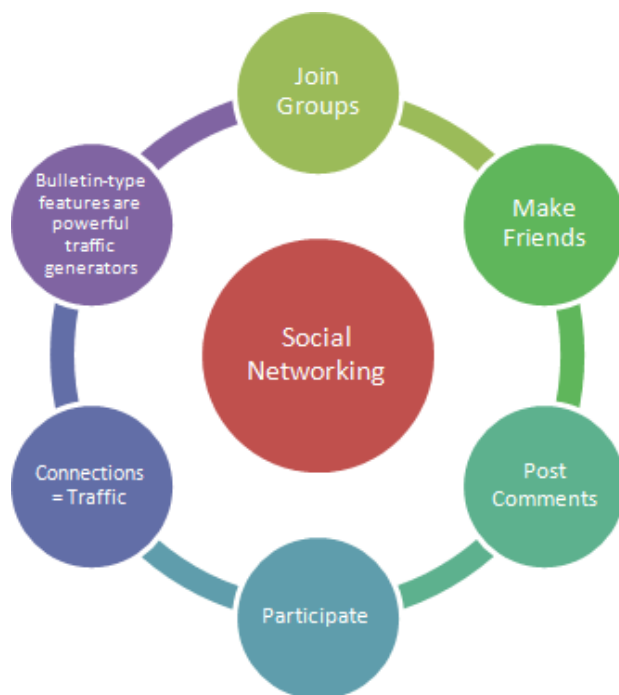 Join
Groups
Make
Friends
Post
Comments
Participate
Connections
= Traffic
Bulletin-type
features are
powerful
traffic
generators
Social
Networking